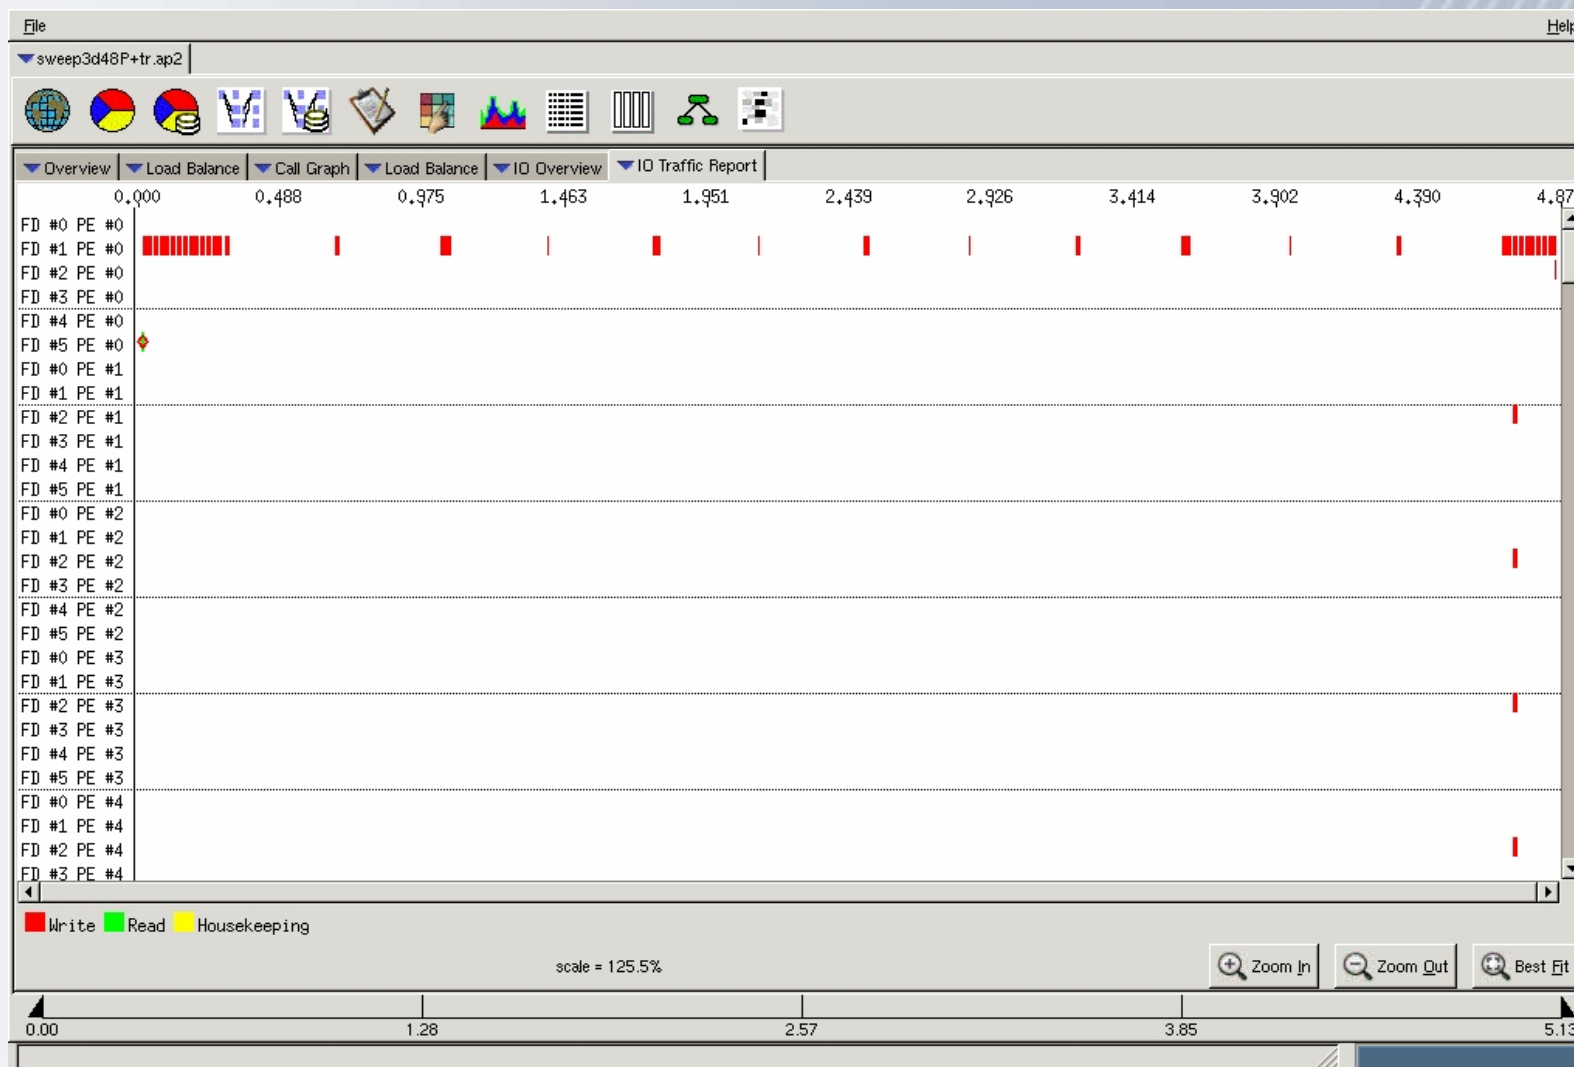 File Help
sweep3d48P+tr.ap2
Overview Load Balance Call Graph Load Balance IO Overview IO Traffic Report
0.000 0.488 0.975 1.463 1.951 2.439 2.926 3.414 3.902 4.390 4.87
FD #0 PE #0
FD #1 PE #0
FD #2 PE #0
FD #3 PE #0
FD #4 PE #0
FD #5 PE #0
FD #0 PE #1
FD #1 PE #1
FD #2 PE #1
FD #3 PE #1
FD #4 PE #1
FD #5 PE #1
FD #0 PE #2
FD #1 PE #2
FD #2 PE #2
FD #3 PE #2
FD #4 PE #2
FD #5 PE #2
FD #0 PE #3
FD #1 PE #3
FD #2 PE #3
FD #3 PE #3
FD #4 PE #3
FD #5 PE #3
FD #0 PE #4
FD #1 PE #4
FD #2 PE #4
FD #3 PE #4
Write Read Housekeeping
scale = 125.5% Zoom In Zoom Out Best Fit
0.00 1.28 2.57 3.85 5.13